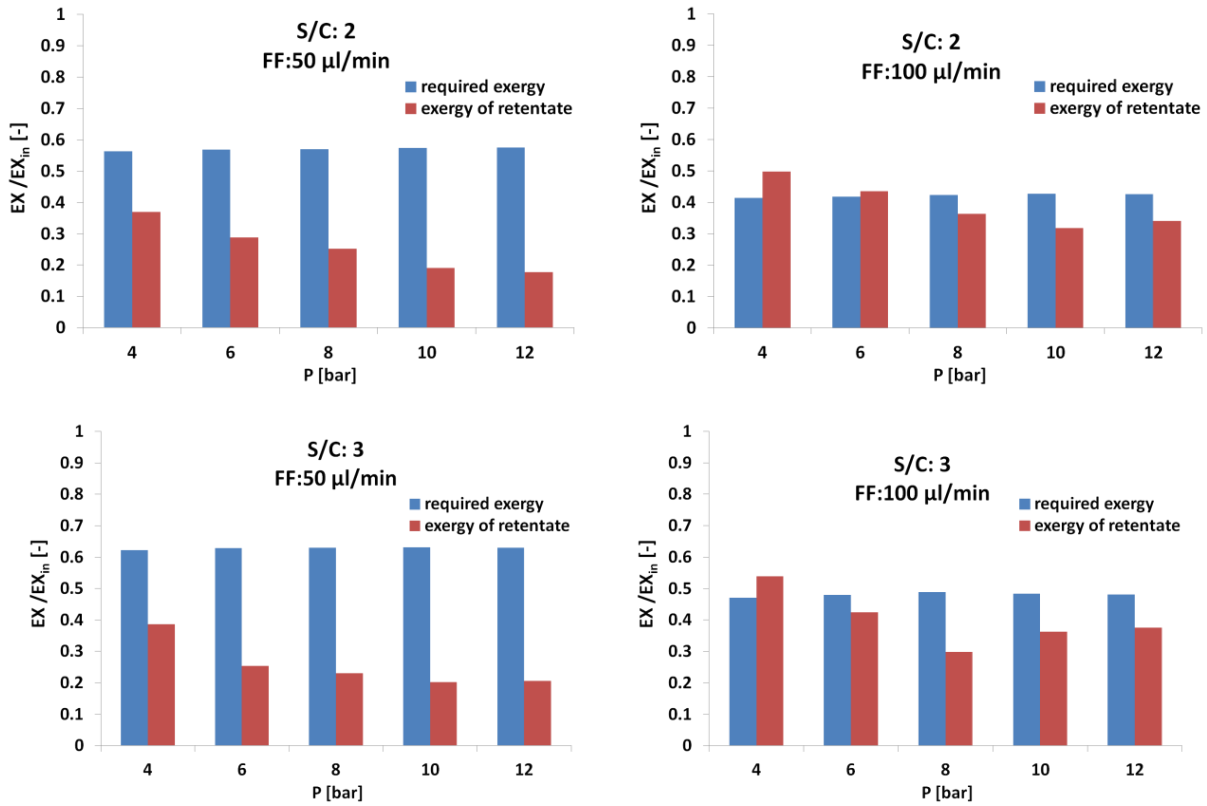 S/C: 2
FF:50 µl/min
required exergy
exergy of retentate
EX /EXin [-]
1
0.9
0.8
0.7
0.6
0.5
0.4
0.3
0.2
0.1
0
4 6 8 10 12
P [bar]
S/C: 2
FF:100 µl/min
required exergy
exergy of retentate
EX /EXin [-]
1
0.9
0.8
0.7
0.6
0.5
0.4
0.3
0.2
0.1
0
4 6 8 10 12
P [bar]
S/C: 3
FF:50 µl/min
required exergy
exergy of retentate
EX /EXin [-]
1
0.9
0.8
0.7
0.6
0.5
0.4
0.3
0.2
0.1
0
4 6 8 10 12
P [bar]
S/C: 3
FF:100 µl/min
required exergy
exergy of retentate
EX /EXin [-]
1
0.9
0.8
0.7
0.6
0.5
0.4
0.3
0.2
0.1
0
4 6 8 10 12
P [bar]